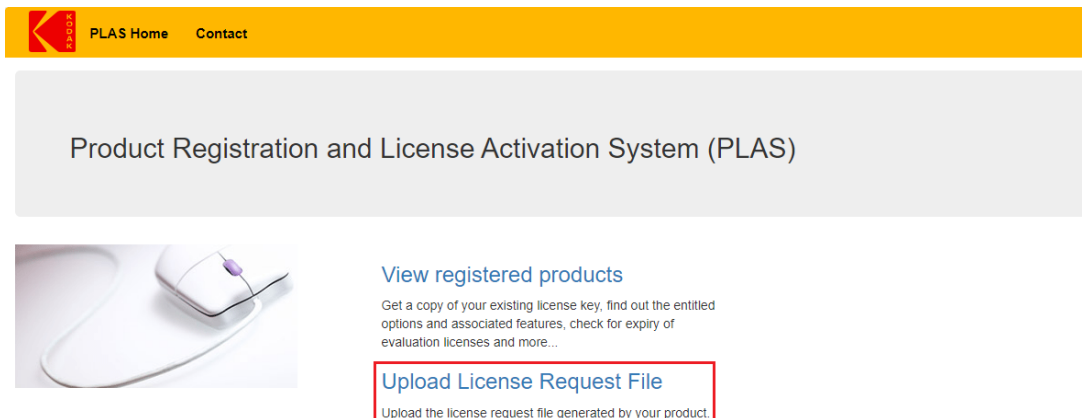 KODAK
PLAS Home Contact
Product Registration and License Activation System (PLAS)
View registered products
Get a copy of your existing license key, find out the entitled
options and associated features, check for expiry of
evaluation licenses and more...
Upload License Request File
Upload the license request file generated by your product.